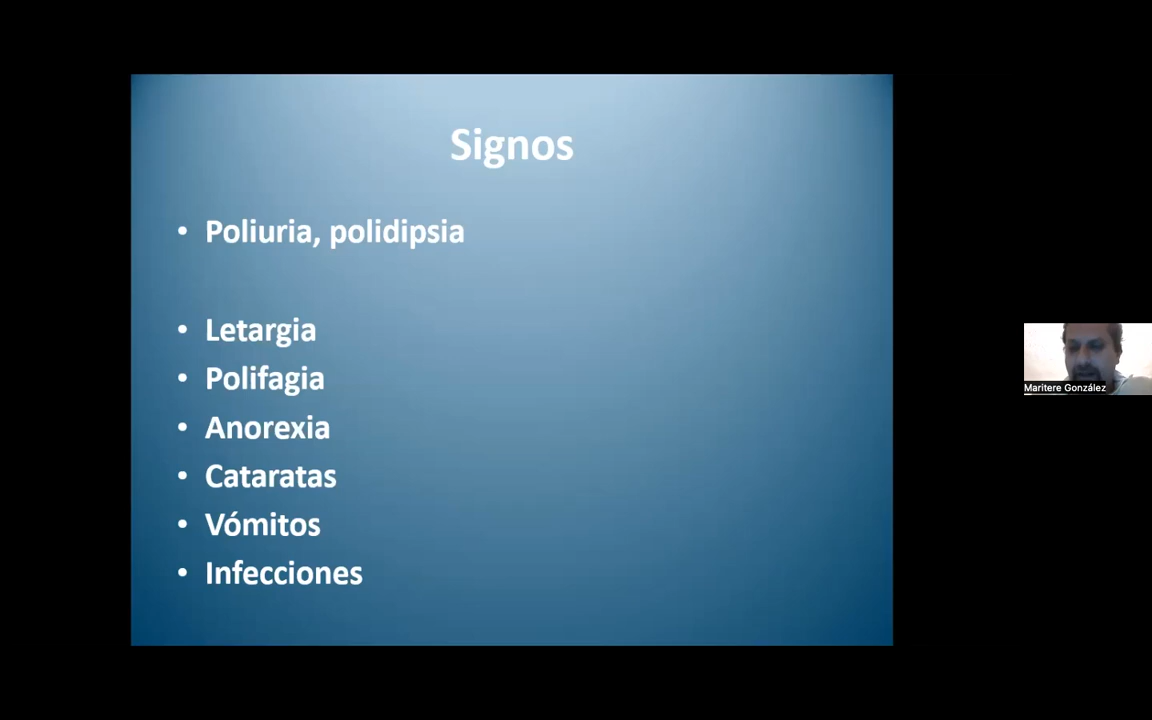 Signos
• Poliuria, polidipsia
• Letargia
• Polifagia
• Anorexia
• Cataratas
• Vómitos
• Infecciones
Maritere González